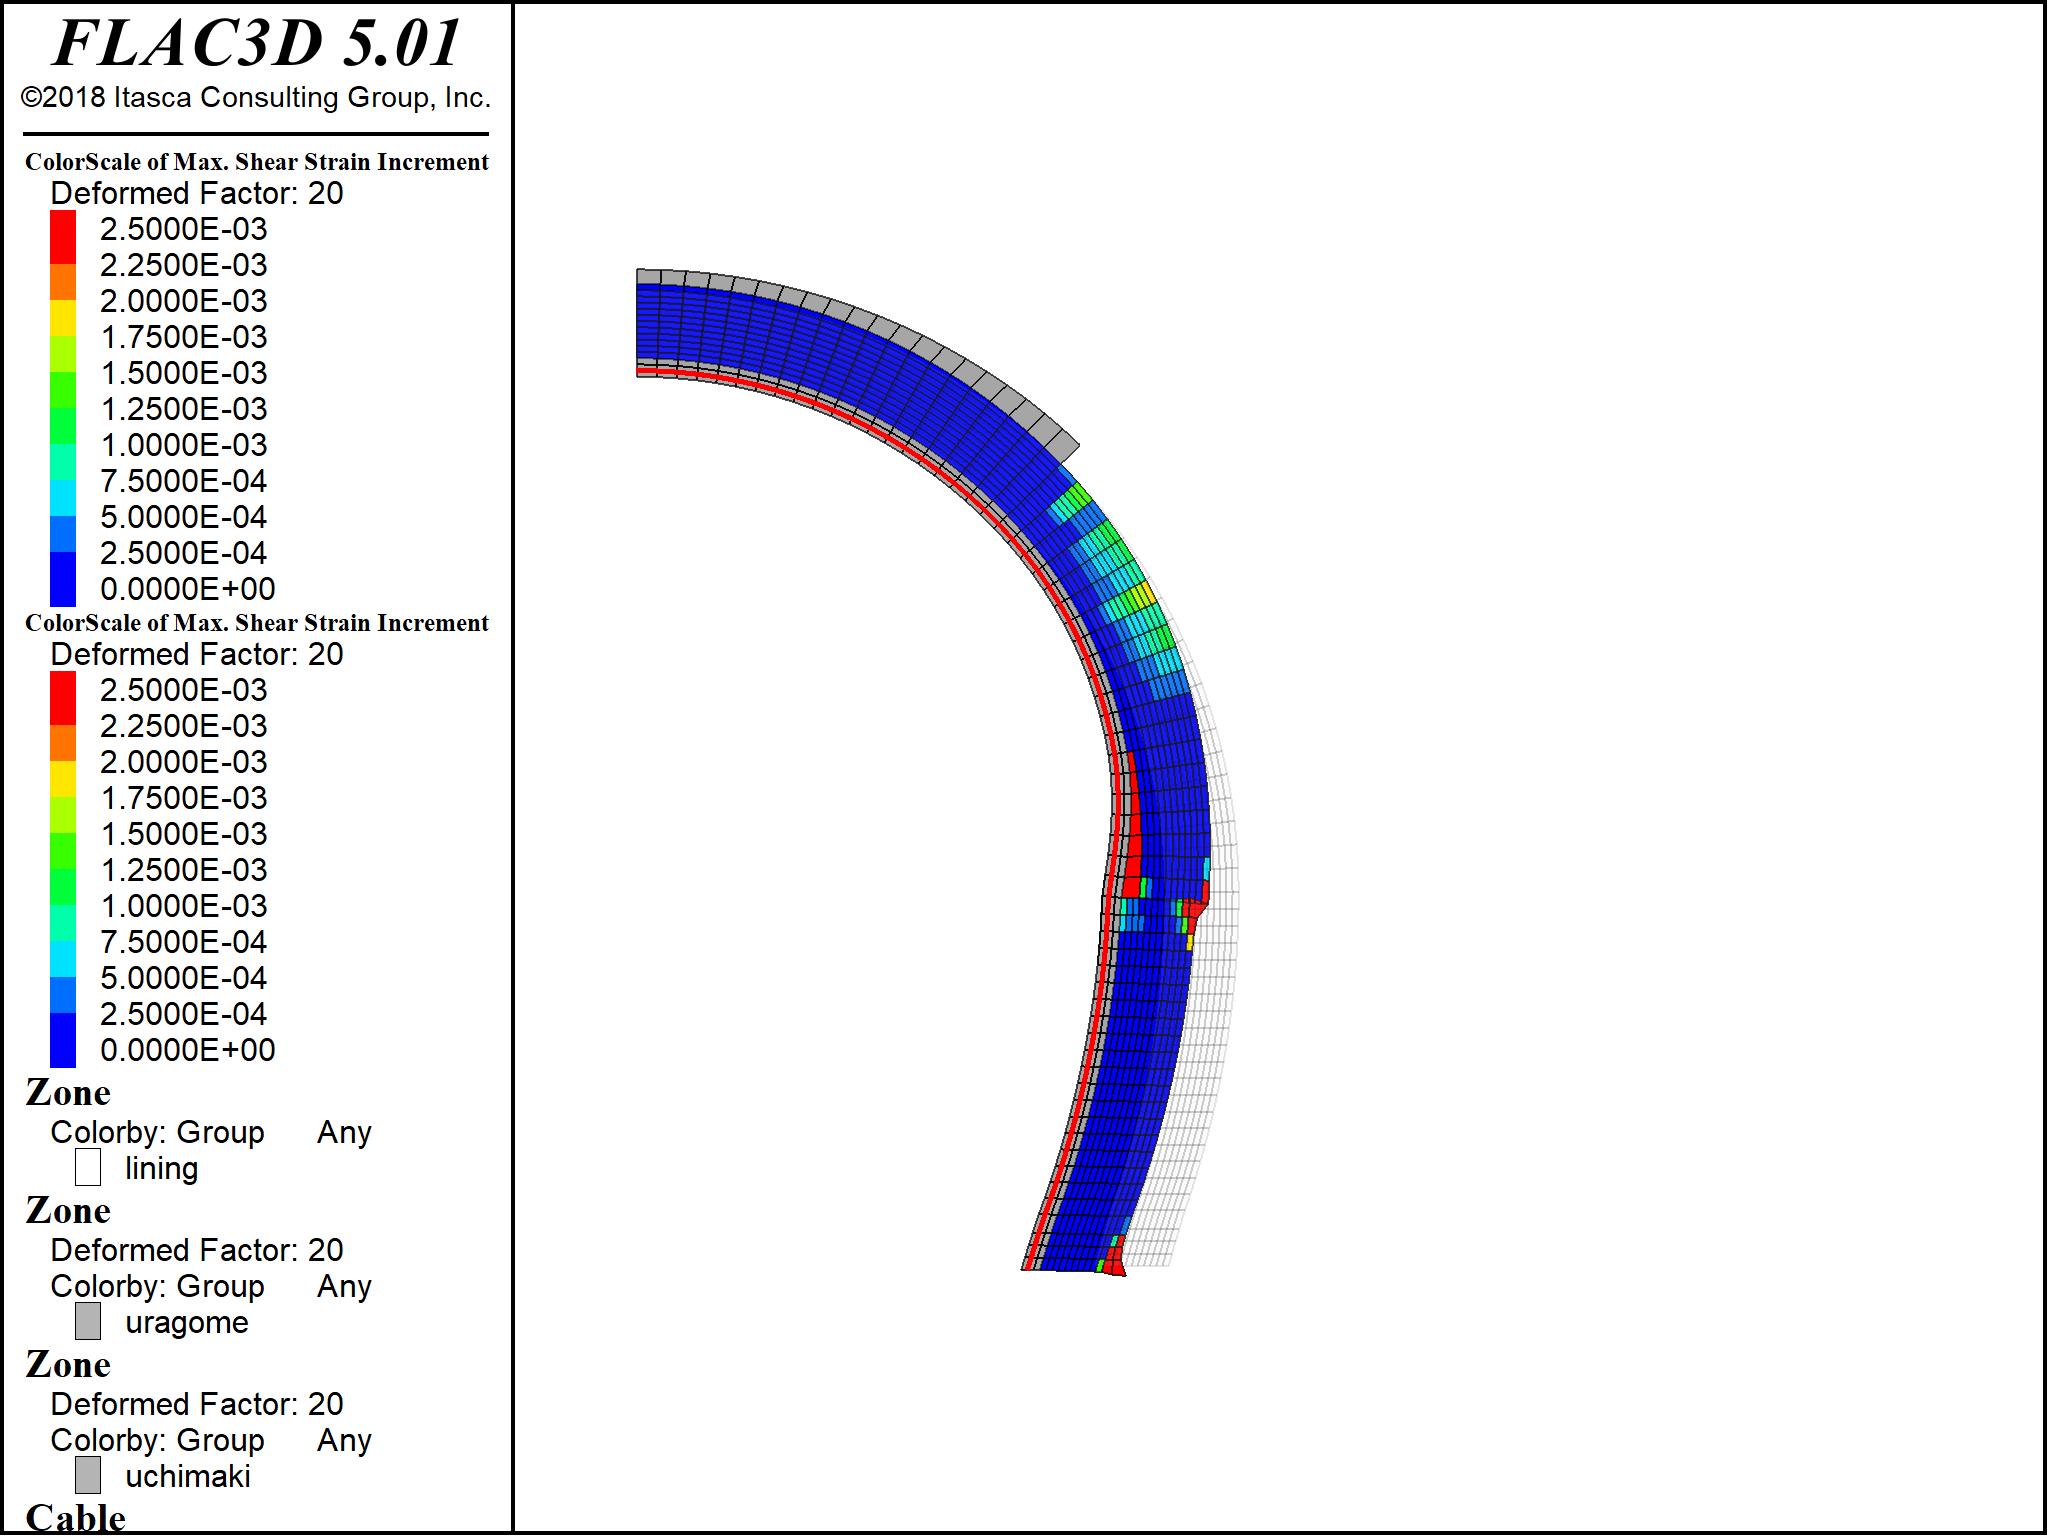 FLAC3D 5.01
©2018 Itasca Consulting Group, Inc.
ColorScale of Max. Shear Strain Increment
Deformed Factor: 20
2.5000E-03
2.2500E-03
2.0000E-03
1.7500E-03
1.5000E-03
1.2500E-03
1.0000E-03
7.5000E-04
5.0000E-04
2.5000E-04
0.0000E+00
ColorScale of Max. Shear Strain Increment
Deformed Factor: 20
2.5000E-03
2.2500E-03
2.0000E-03
1.7500E-03
1.5000E-03
1.2500E-03
1.0000E-03
7.5000E-04
5.0000E-04
2.5000E-04
0.0000E+00
Zone
Colorby: Group Any
lining
Zone
Deformed Factor: 20
Colorby: Group Any
uragome
Zone
Deformed Factor: 20
Colorby: Group Any
uchimaki
Cable